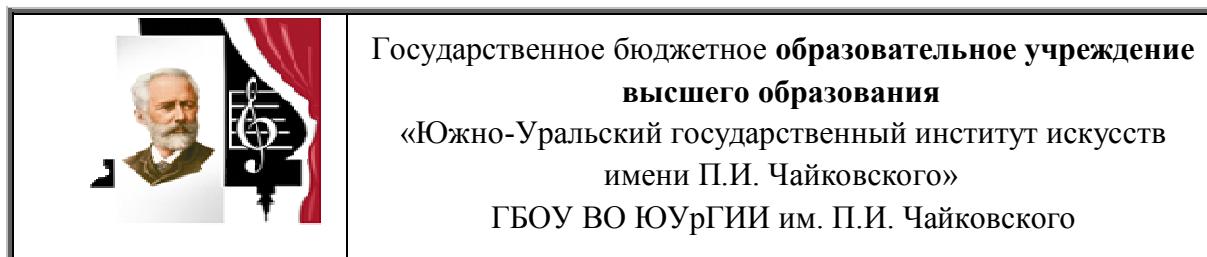 Государственное бюджетное образовательное учреждение
высшего образования
«Южно-Уральский государственный институт искусств
имени П.И. Чайковского»
ГБОУ ВО ЮУрГИИ им. П.И. Чайковского